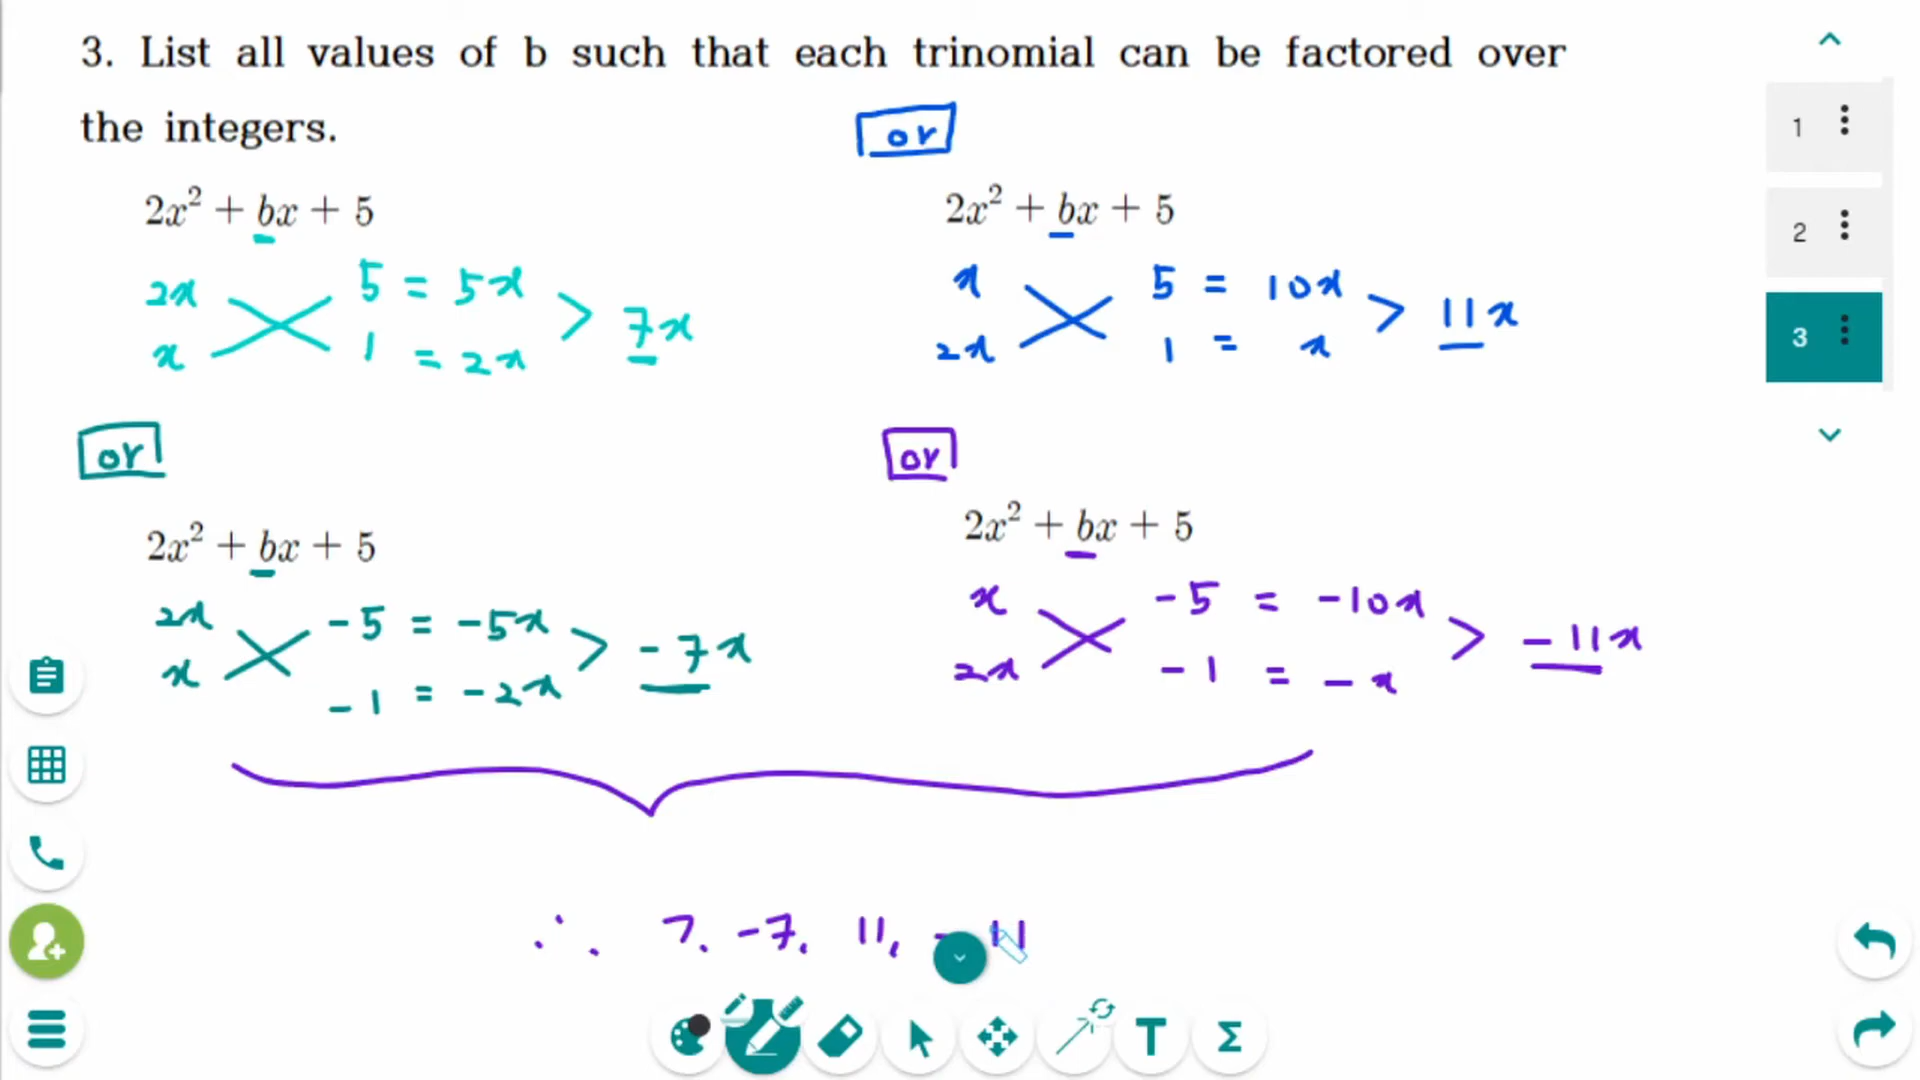 3. List all values of b such that each trinomial can be factored over
the integers.
or
2x² + bx + 5
2x 5 = 5x > 7x
x 1 = 2x
2x² + bx + 5
x 5 = 10x > 11x
2x 1 = x
or
2x² + bx + 5
2x -5 = -5x > -7x
x -1 = -2x
or
2x² + bx + 5
x -5 = -10x > -11x
2x -1 = -x
∴ 7, -7, 11, -11
1
2
3
T
Σ